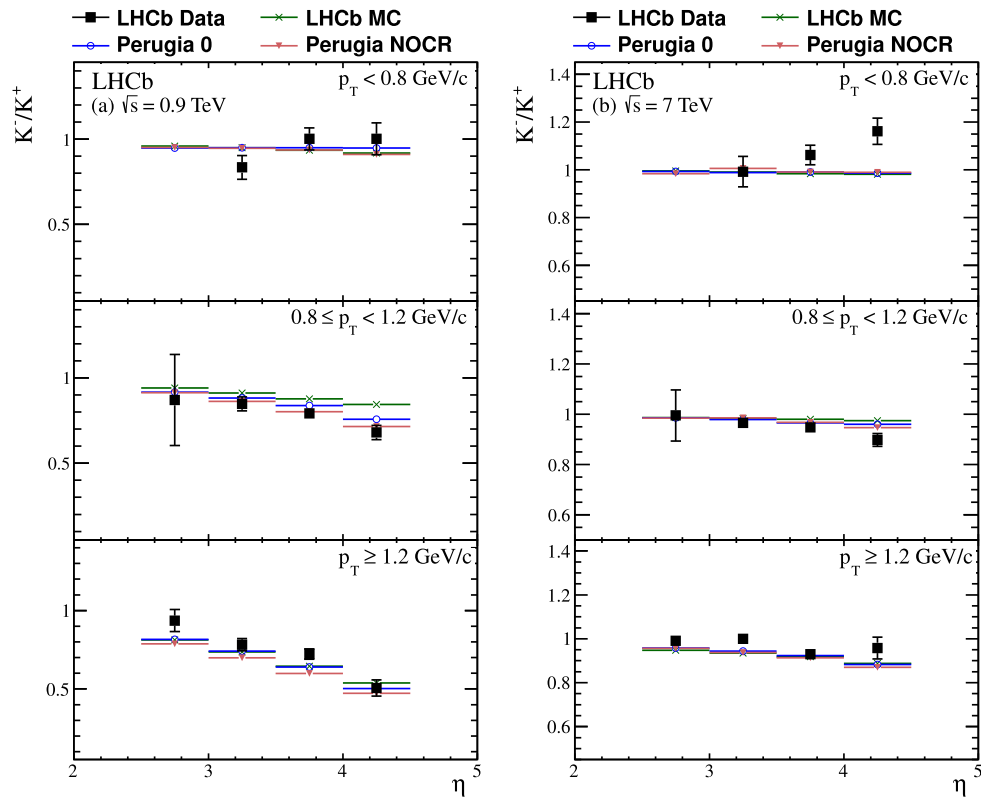 LHCb Data LHCb MC
Perugia 0 Perugia NOCR
K⁻/K⁺
LHCb p_T < 0.8 GeV/c
(a) √s = 0.9 TeV
1
0.5
0.8 ≤ p_T < 1.2 GeV/c
1
0.5
p_T ≥ 1.2 GeV/c
1
0.5
2 3 4 5
η
LHCb Data LHCb MC
Perugia 0 Perugia NOCR
K⁻/K⁺
1.4
LHCb p_T < 0.8 GeV/c
(b) √s = 7 TeV
1.2
1
0.8
0.6
1.4
0.8 ≤ p_T < 1.2 GeV/c
1.2
1
0.8
0.6
1.4
p_T ≥ 1.2 GeV/c
1.2
1
0.8
0.6
2 3 4 5
η